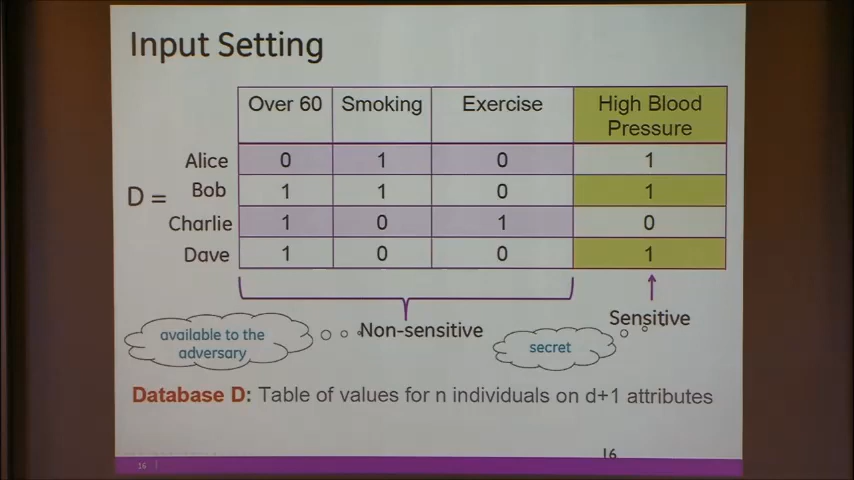 Input Setting
Over 60 Smoking Exercise High Blood
Pressure
Alice 0 1 0 1
D = Bob 1 1 0 1
Charlie 1 0 1 0
Dave 1 0 0 1
available to the
adversary
Non-sensitive
secret
Sensitive
Database D: Table of values for n individuals on d+1 attributes
16
16